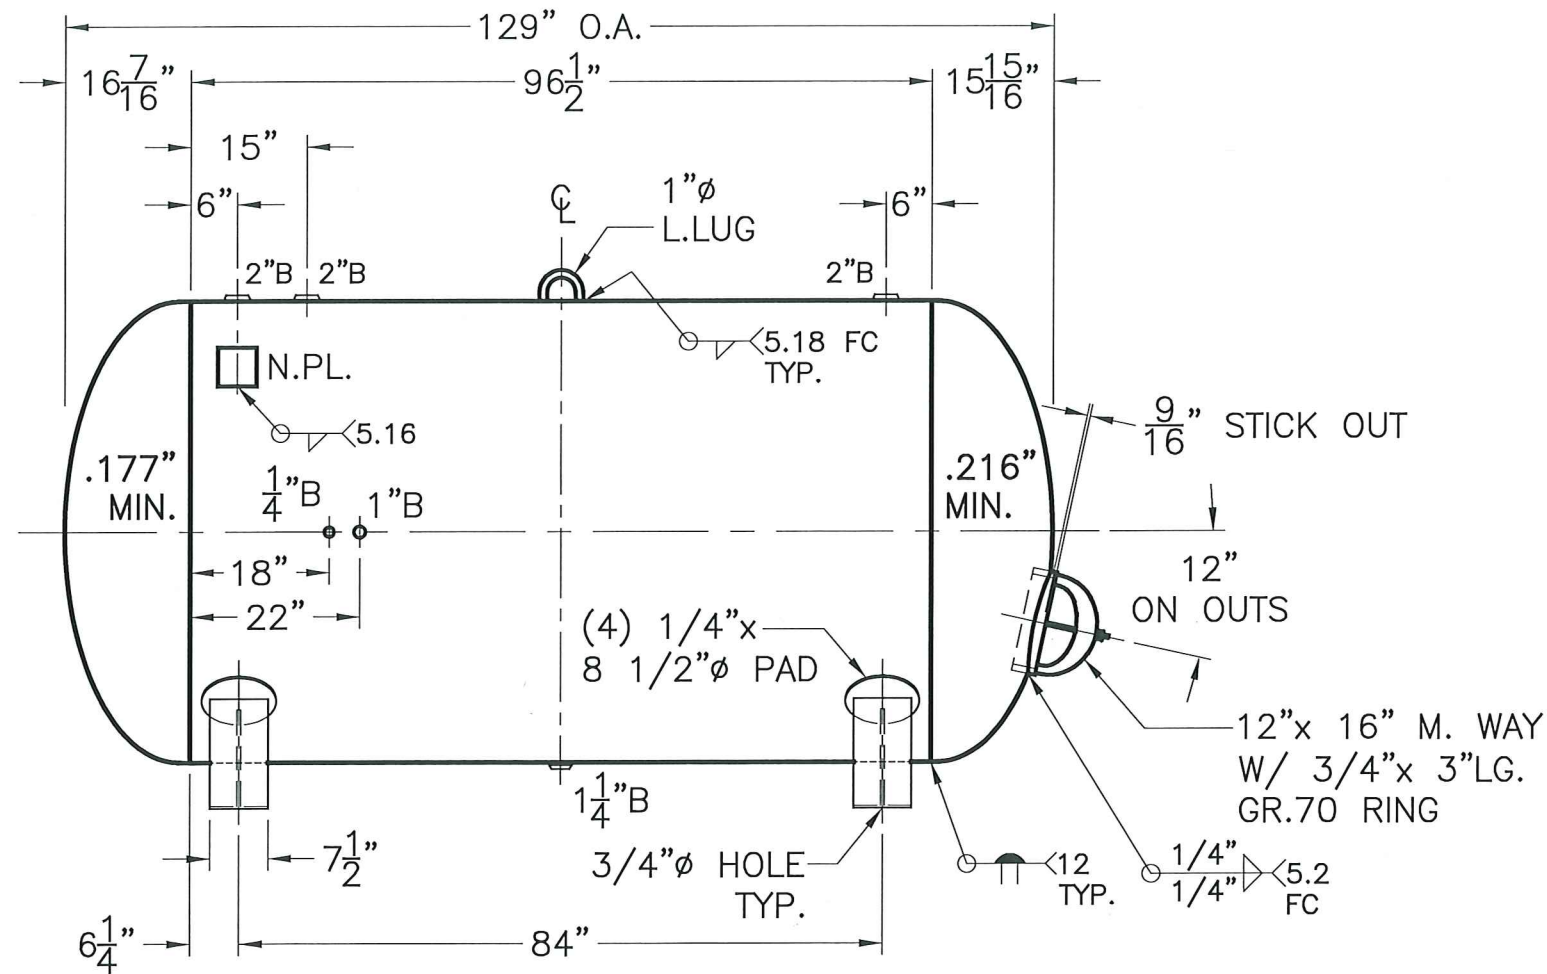 129" O.A.
16 7/16"
96 1/2"
15 15/16"
15"
6"
℄
1"ø
L.LUG
6"
2"B
2"B
2"B
5.18 FC
TYP.
N.PL.
5.16
9/16" STICK OUT
.177"
MIN.
1/4"B
1"B
.216"
MIN.
18"
22"
12"
ON OUTS
(4) 1/4"x
8 1/2"ø PAD
12"x 16" M. WAY
W/ 3/4"x 3"LG.
GR.70 RING
1 1/4"B
7 1/2"
3/4"ø HOLE
TYP.
12
TYP.
1/4"
1/4"
5.2
FC
6 1/4"
84"